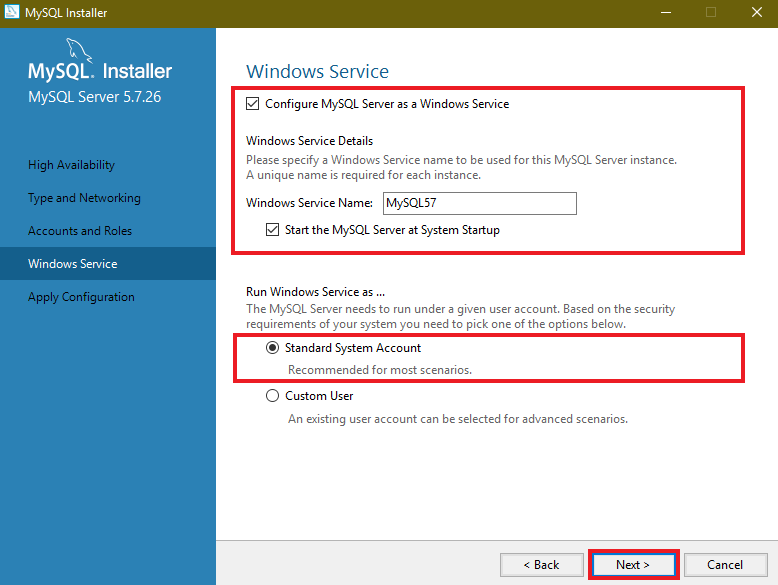 MySQL Installer
MySQL. Installer
MySQL Server 5.7.26
High Availability
Type and Networking
Accounts and Roles
Windows Service
Apply Configuration
Windows Service
Configure MySQL Server as a Windows Service
Windows Service Details
Please specify a Windows Service name to be used for this MySQL Server instance.
A unique name is required for each instance.
Windows Service Name: MySQL57
Start the MySQL Server at System Startup
Run Windows Service as ...
The MySQL Server needs to run under a given user account. Based on the security
requirements of your system you need to pick one of the options below.
Standard System Account
Recommended for most scenarios.
Custom User
An existing user account can be selected for advanced scenarios.
< Back Next > Cancel